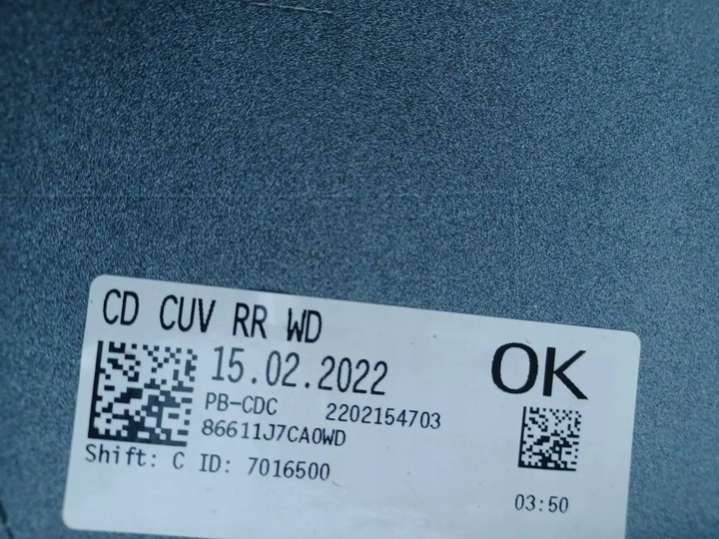 CD CUV RR WD
15.02.2022
OK
PB-CDC 2202154703
86611J7CA0WD
Shift: C ID: 7016500
03:50